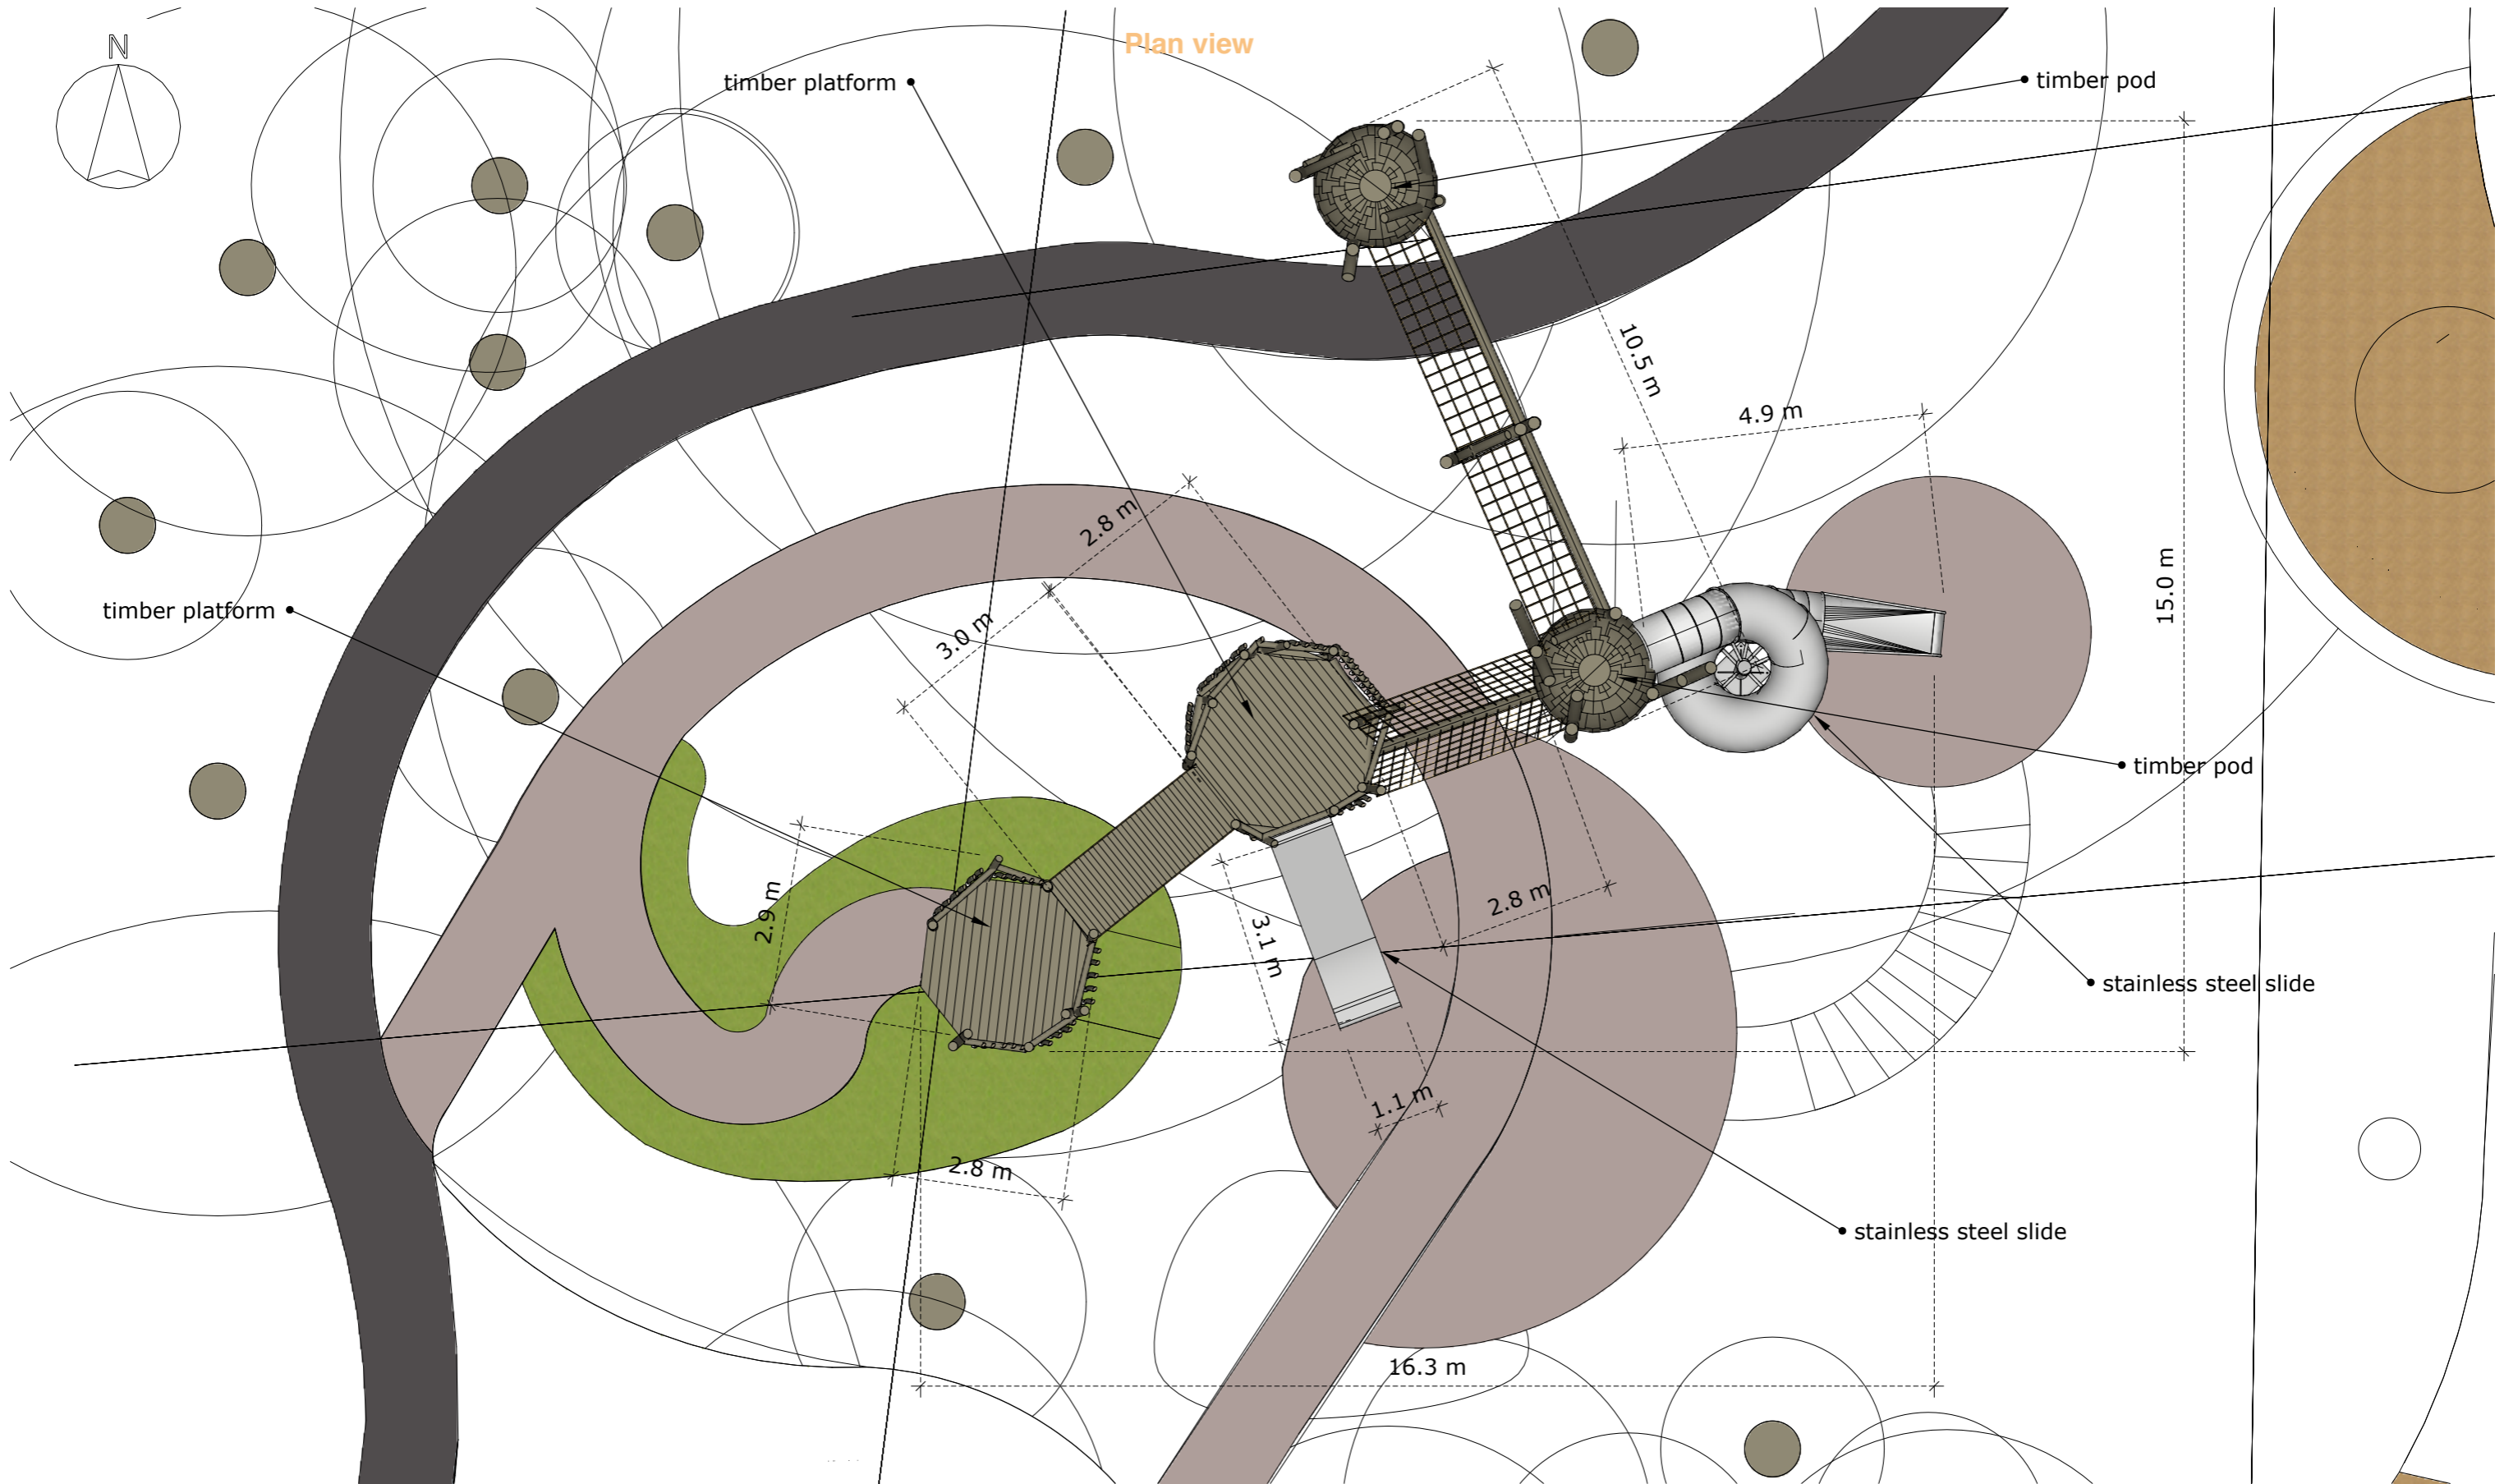 N
Plan view
timber platform
timber pod
10.5 m
4.9 m
2.8 m
15.0 m
timber platform
3.0 m
timber pod
2.9 m
2.8 m
3.1 m
stainless steel slide
1.1 m
2.8 m
stainless steel slide
16.3 m